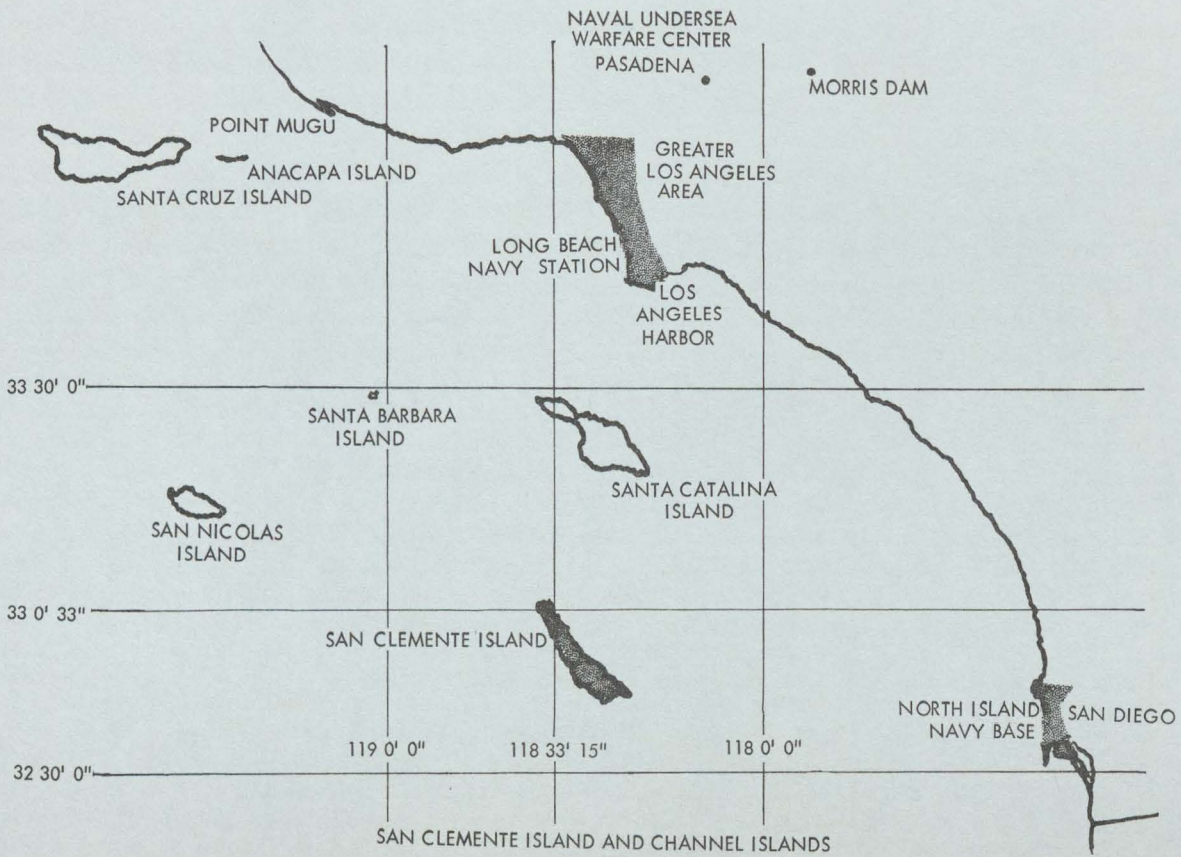 NAVAL UNDERSEA
WARFARE CENTER
PASADENA
MORRIS DAM
POINT MUGU
ANACAPA ISLAND
SANTA CRUZ ISLAND
GREATER
LOS ANGELES
AREA
LONG BEACH
NAVY STATION
LOS
ANGELES
HARBOR
33 30' 0"
SANTA BARBARA
ISLAND
SANTA CATALINA
ISLAND
SAN NICOLAS
ISLAND
33 0' 33"
SAN CLEMENTE ISLAND
NORTH ISLAND
NAVY BASE
SAN DIEGO
119 0' 0"
118 33' 15"
118 0' 0"
32 30' 0"
SAN CLEMENTE ISLAND AND CHANNEL ISLANDS